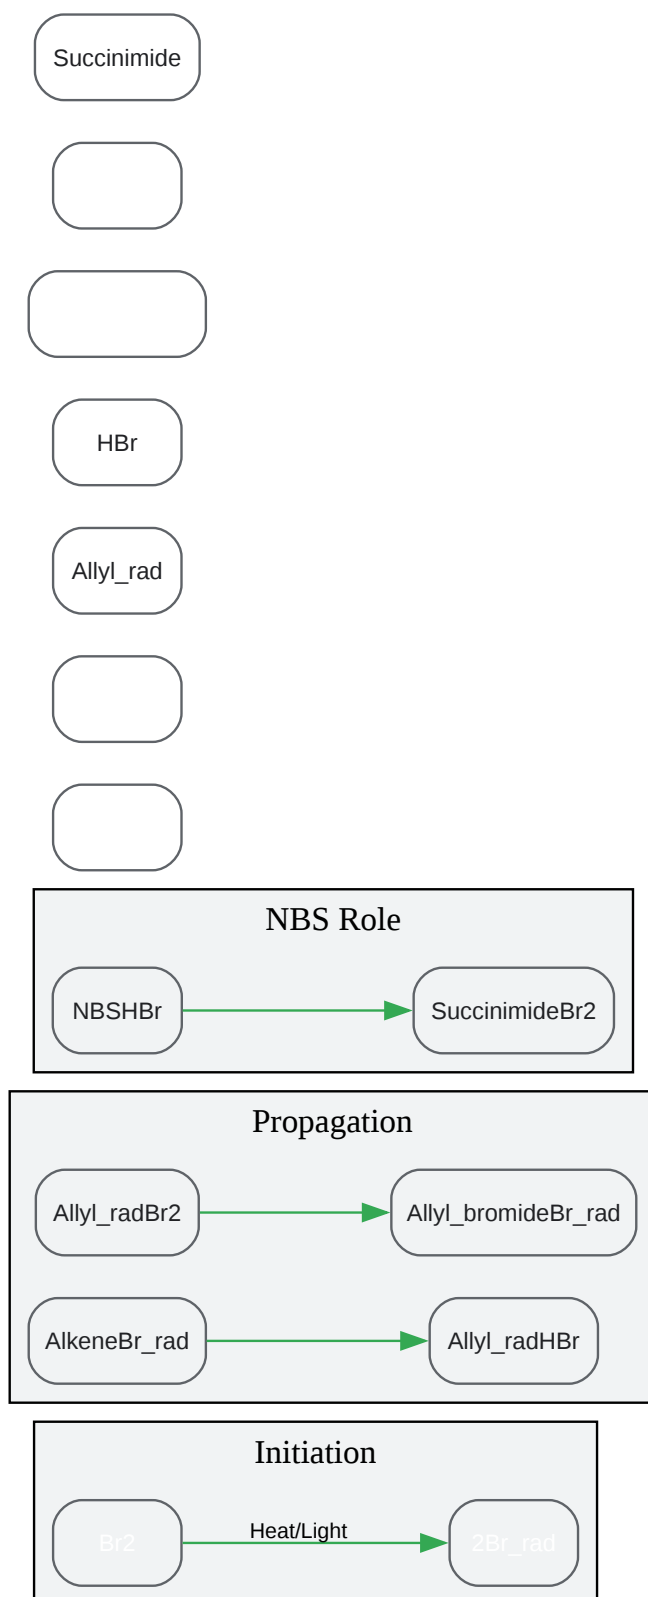 Succinimide
HBr
Allyl_rad
NBS Role
NBSHBr
SuccinimideBr2
Propagation
Allyl_radBr2
Allyl_bromideBr_rad
AlkeneBr_rad
Allyl_radHBr
Initiation
Br2
Heat/Light
2Br_rad